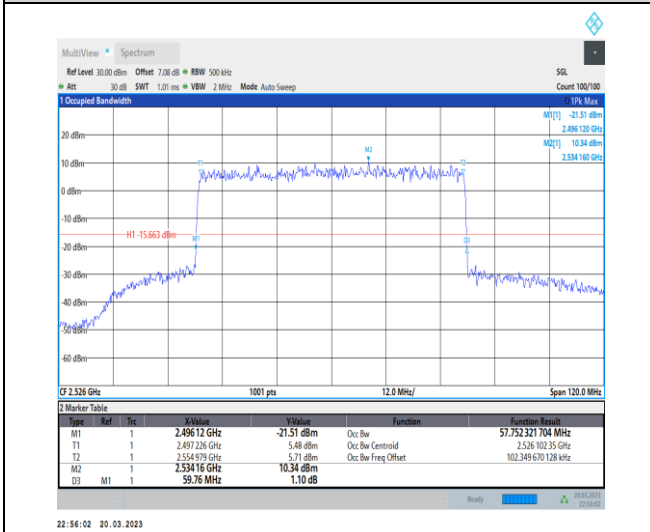 MultiView Spectrum
Ref Level 30.00 dBm Offset 7.08 dB RBW 500 kHz SGL
Att 30 dB SWT 1.01 ms VBW 2 MHz Mode Auto Sweep Count 100/100
1 Occupied Bandwidth 1Pk Max
M1[1] -21.51 dBm
2.496 120 GHz
20 dBm
M2[1] 10.34 dBm
2.534 160 GHz
M2
10 dBm
T1
0 dBm
-10 dBm
H1 -15.663 dBm
M1
D3
-20 dBm
-30 dBm
-40 dBm
-50 dBm
-60 dBm
CF 2.526 GHz 1001 pts 12.0 MHz/ Span 120.0 MHz
2 Marker Table
Type Ref Trc X-Value Y-Value Function Function Result
M1 1 2.496 12 GHz -21.51 dBm Occ Bw 57.752 321 704 MHz
T1 1 2.497 226 GHz 5.48 dBm Occ Bw Centroid 2.526 102 35 GHz
T2 1 2.554 979 GHz 5.71 dBm Occ Bw Freq Offset 102.349 670 128 kHz
M2 1 2.534 16 GHz 10.34 dBm
D3 M1 1 59.76 MHz 1.10 dB
Ready 20.03.2023
22:56:02
22:56:02 20.03.2023